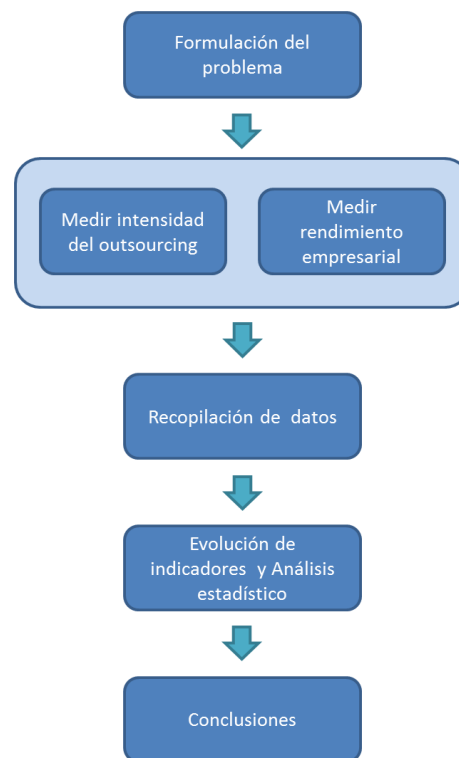 Formulación del
problema
Medir intensidad
del outsourcing
Medir
rendimiento
empresarial
Recopilación de  datos
Evolución de
indicadores  y Análisis
estadístico
Conclusiones